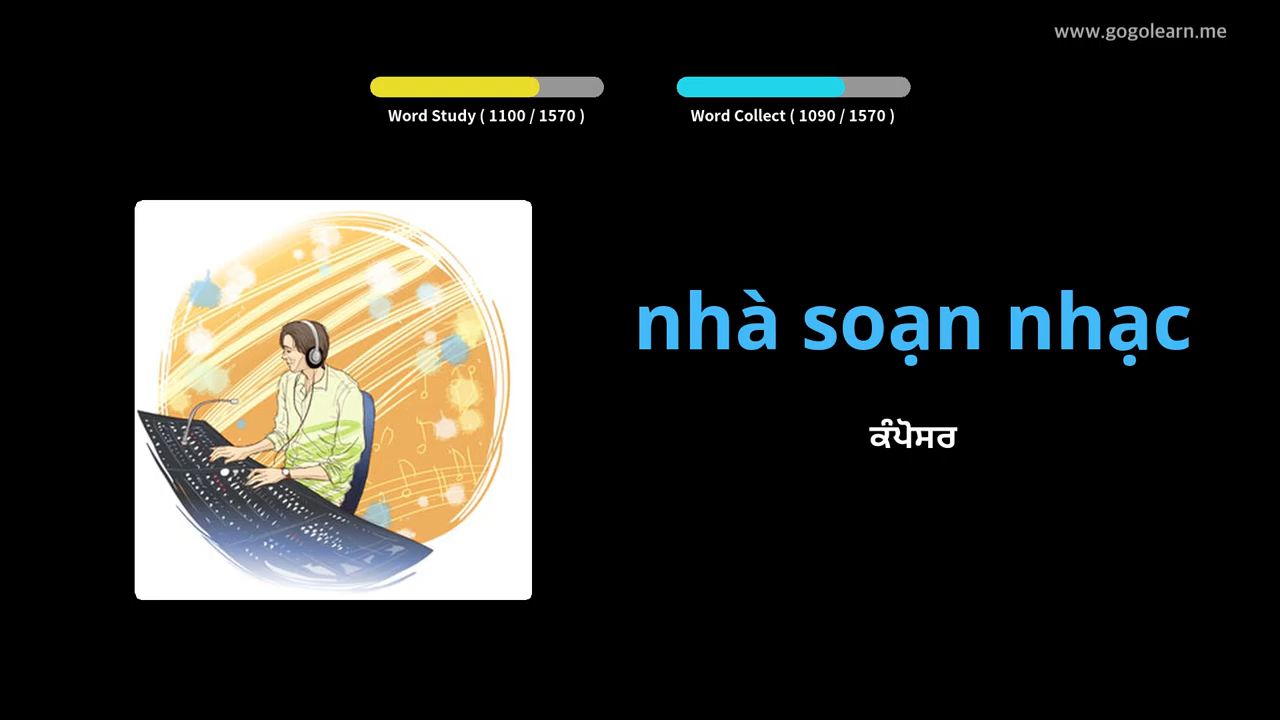 www.gogolearn.me
Word Study ( 1100 / 1570 )
Word Collect ( 1090 / 1570 )
nhà soạn nhạc
ਕੰਪੋਸਰ